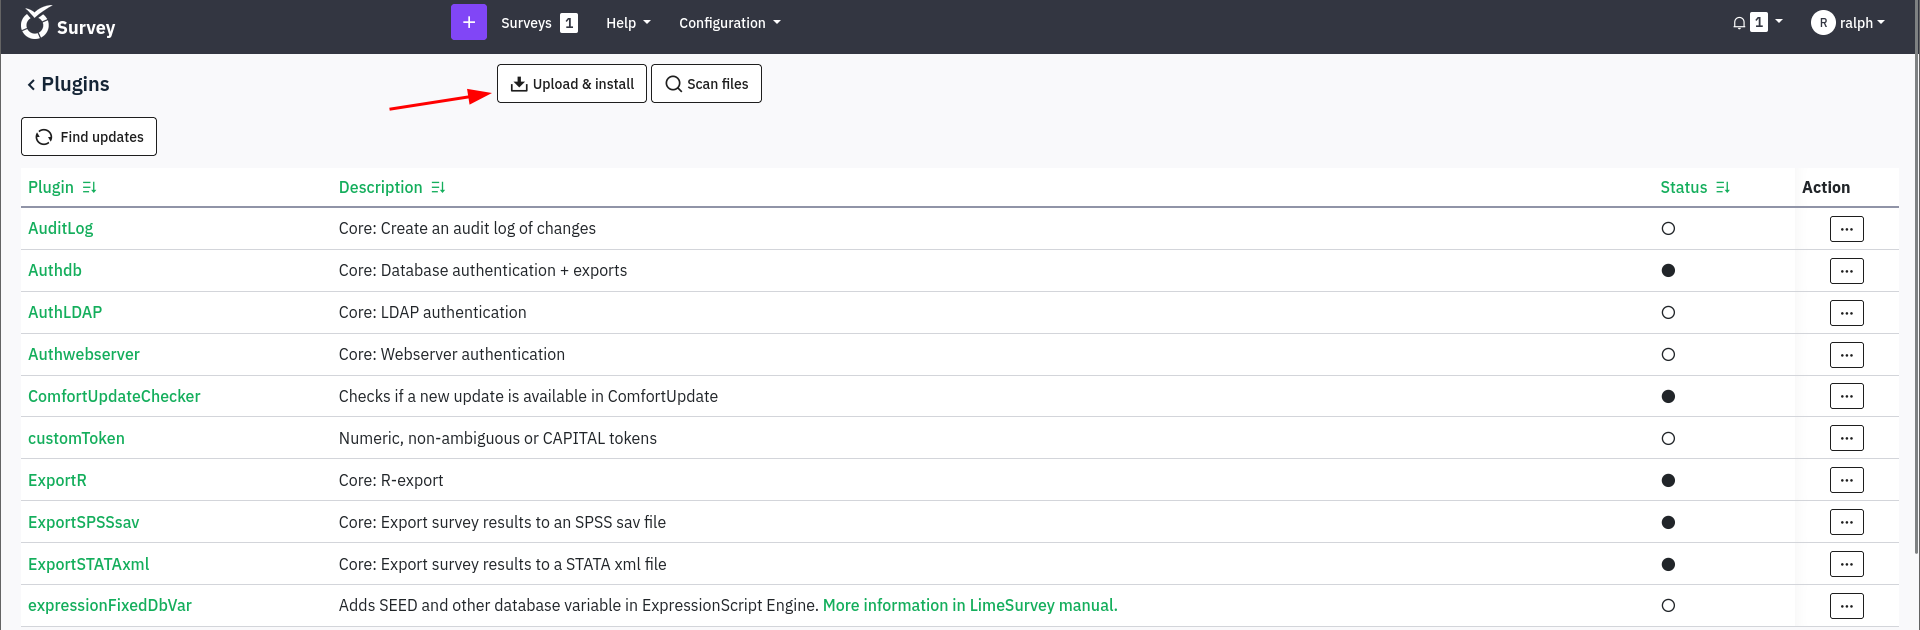 Survey + Surveys 1 Help Configuration 1 R ralph
Plugins Upload & install Scan files
Find updates
Plugin Description Status Action
AuditLog Core: Create an audit log of changes ...
Authdb Core: Database authentication + exports ...
AuthLDAP Core: LDAP authentication ...
Authwebserver Core: Webserver authentication ...
ComfortUpdateChecker Checks if a new update is available in ComfortUpdate ...
customToken Numeric, non-ambiguous or CAPITAL tokens ...
ExportR Core: R-export ...
ExportSPSSsav Core: Export survey results to an SPSS sav file ...
ExportSTATAxml Core: Export survey results to a STATA xml file ...
expressionFixedDbVar Adds SEED and other database variable in ExpressionScript Engine. More information in LimeSurvey manual. ...